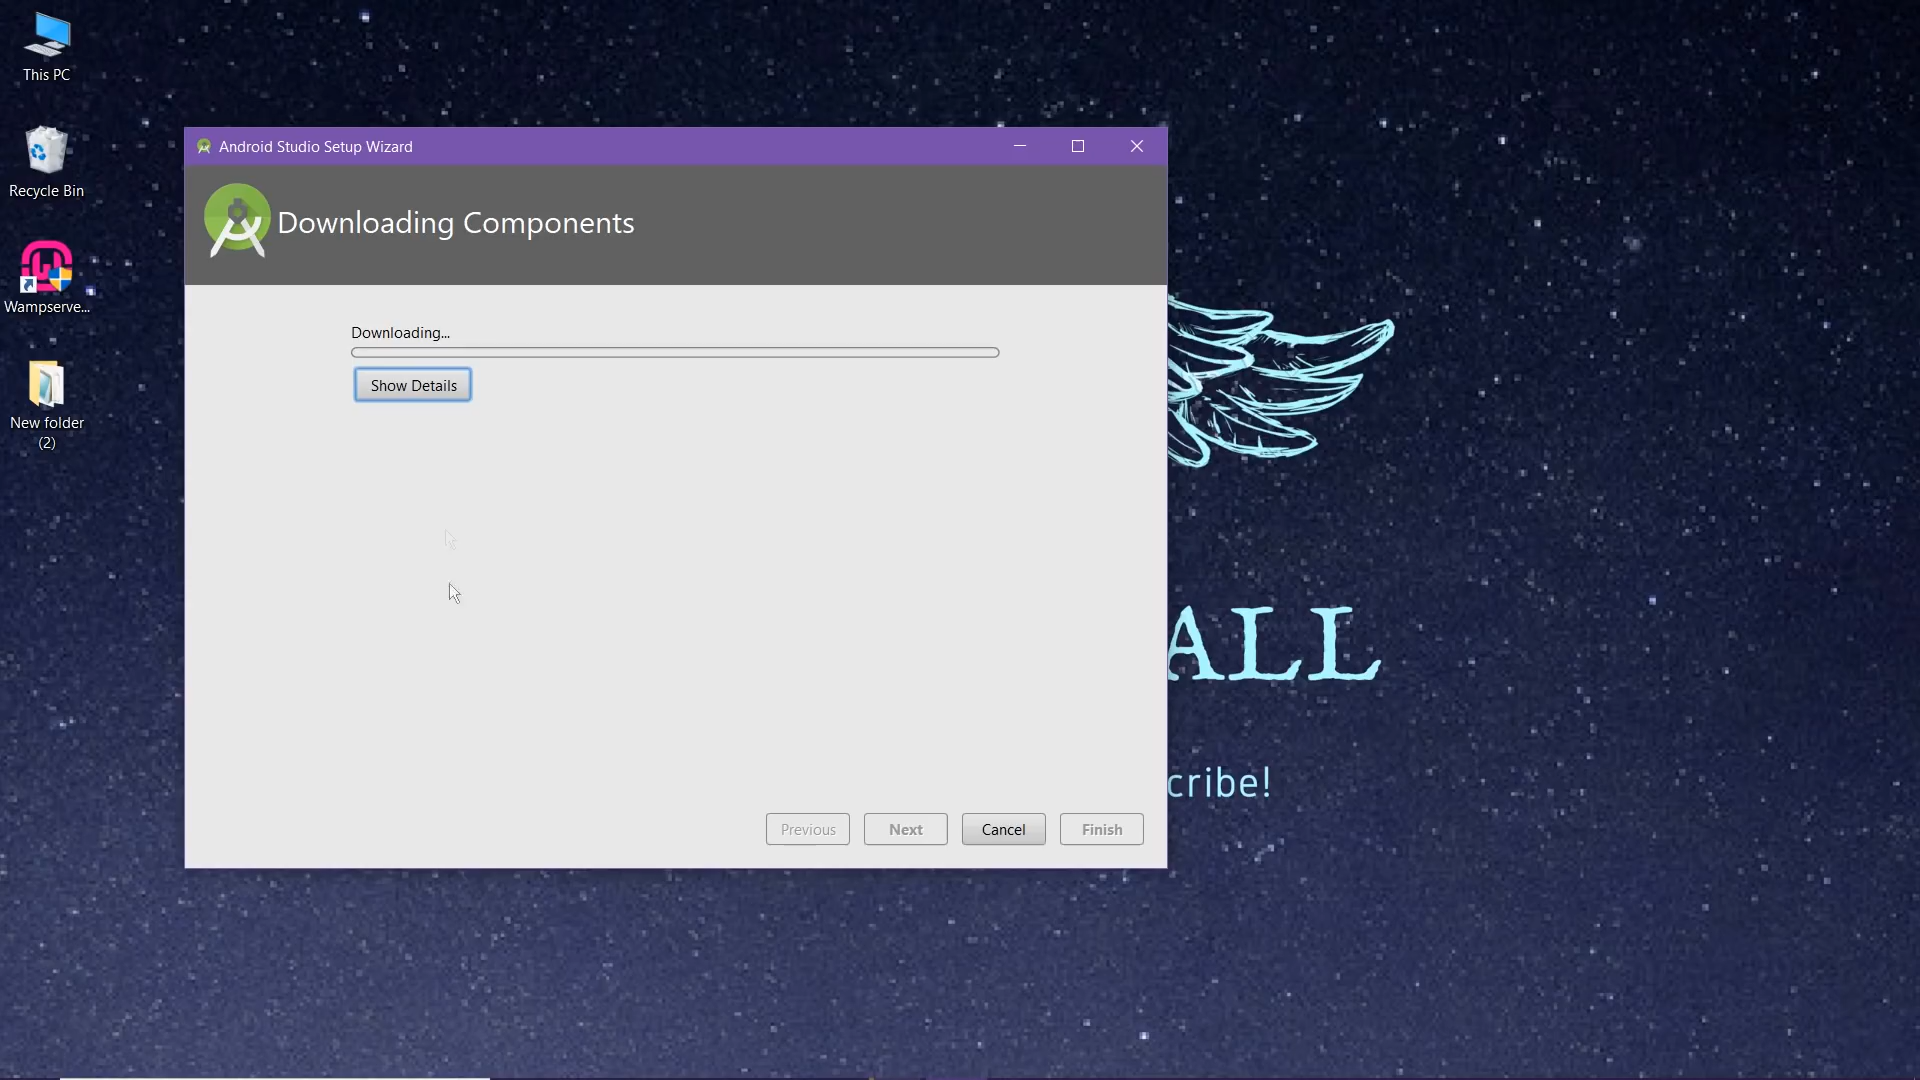 This PC
Recycle Bin
Wampserve...
New folder
(2)
Android Studio Setup Wizard
Downloading Components
Downloading...
Show Details
Previous
Next
Cancel
Finish
ALL
cribe!